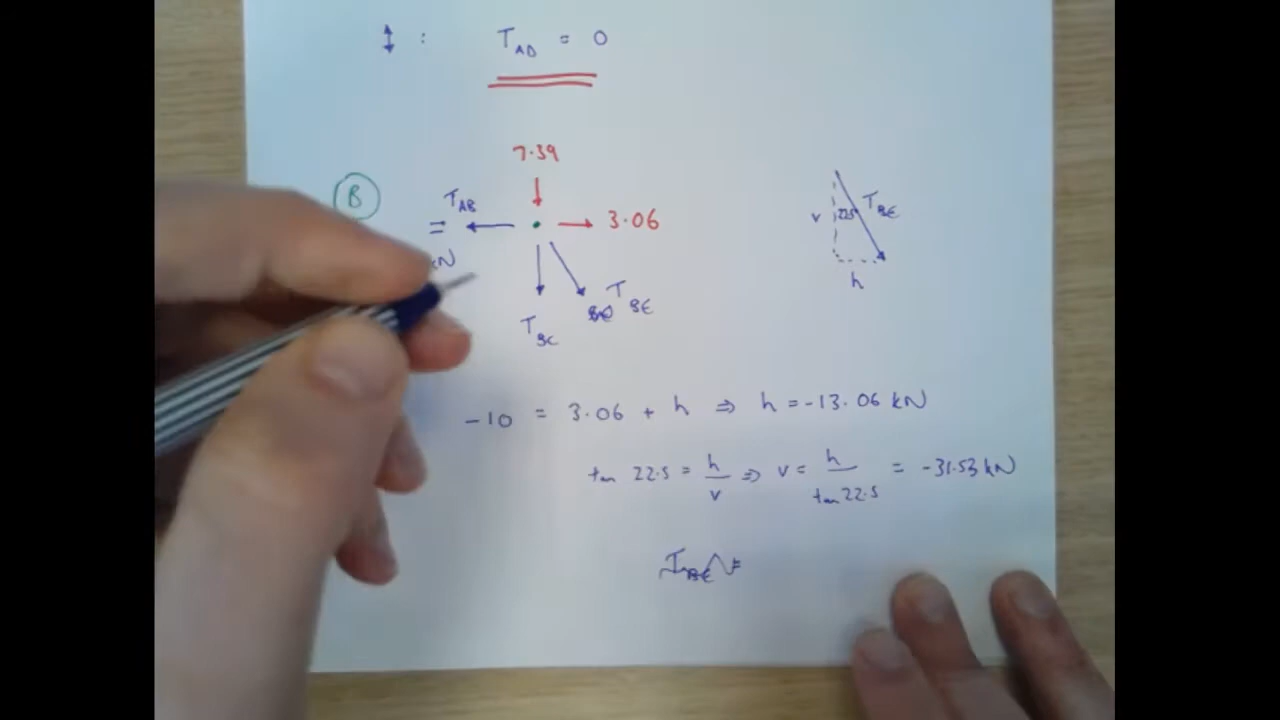 ↕ : T_AD = 0
7.39
B
T_AB
= 3.06
kN
T_BC
T_BE
v 22.5 T_BE
h
-10 = 3.06 + h ⇒ h = -13.06 kN
tan 22.5 = h/v ⇒ v = h/tan 22.5 = -31.53 kN